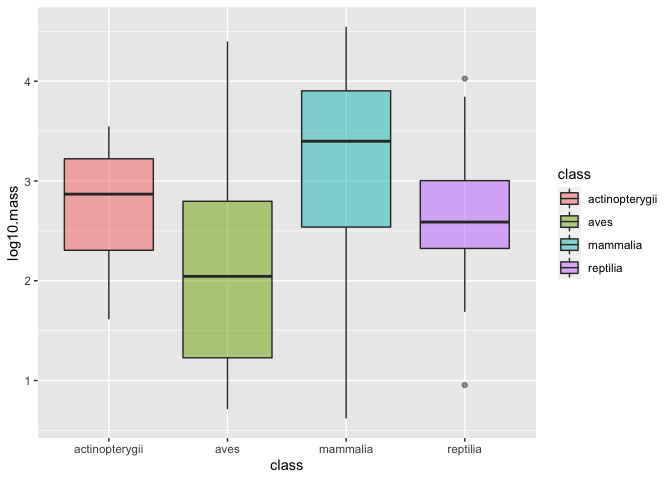 4
3
2
1
log10.mass
actinopterygii
aves
mammalia
reptilia
class
class
actinopterygii
aves
mammalia
reptilia